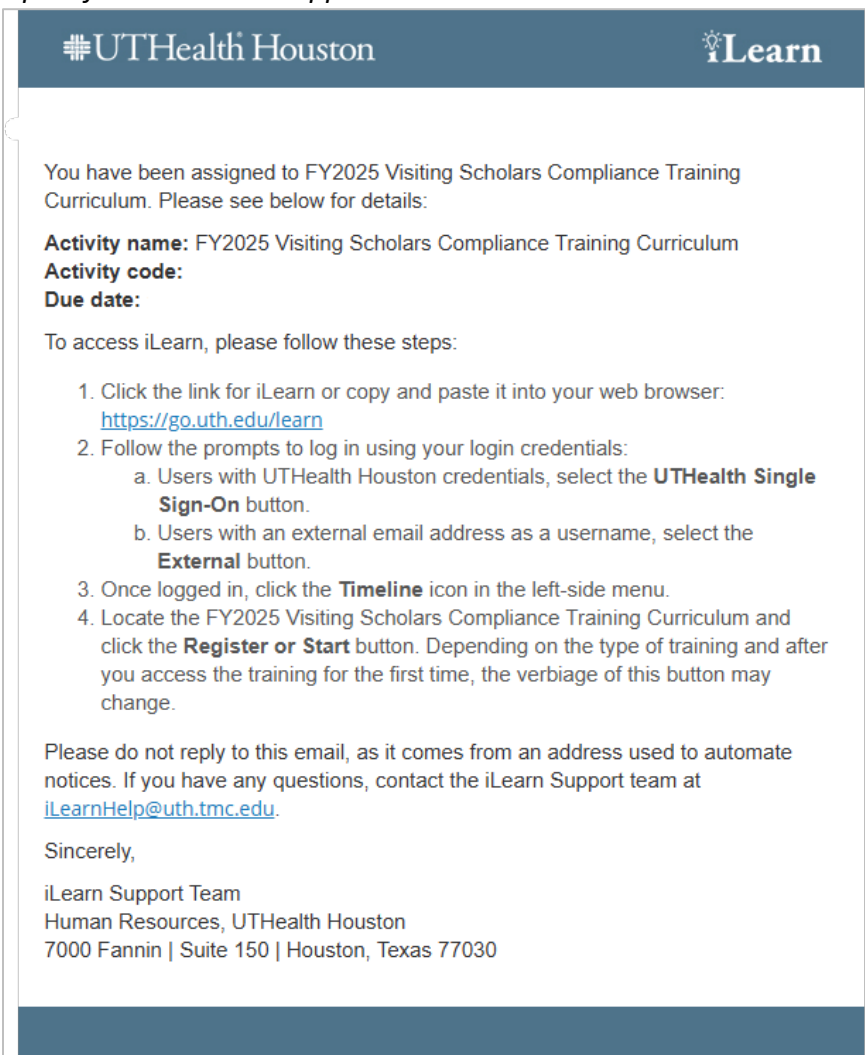 UTHealth Houston
iLearn
You have been assigned to FY2025 Visiting Scholars Compliance Training
Curriculum. Please see below for details:
Activity name: FY2025 Visiting Scholars Compliance Training Curriculum
Activity code:
Due date:
To access iLearn, please follow these steps:
1. Click the link for iLearn or copy and paste it into your web browser:
https://go.uth.edu/learn
2. Follow the prompts to log in using your login credentials:
a. Users with UTHealth Houston credentials, select the UTHealth Single
Sign-On button.
b. Users with an external email address as a username, select the
External button.
3. Once logged in, click the Timeline icon in the left-side menu.
4. Locate the FY2025 Visiting Scholars Compliance Training Curriculum and
click the Register or Start button. Depending on the type of training and after
you access the training for the first time, the verbiage of this button may
change.
Please do not reply to this email, as it comes from an address used to automate
notices. If you have any questions, contact the iLearn Support team at
iLearnHelp@uth.tmc.edu.
Sincerely,
iLearn Support Team
Human Resources, UTHealth Houston
7000 Fannin | Suite 150 | Houston, Texas 77030